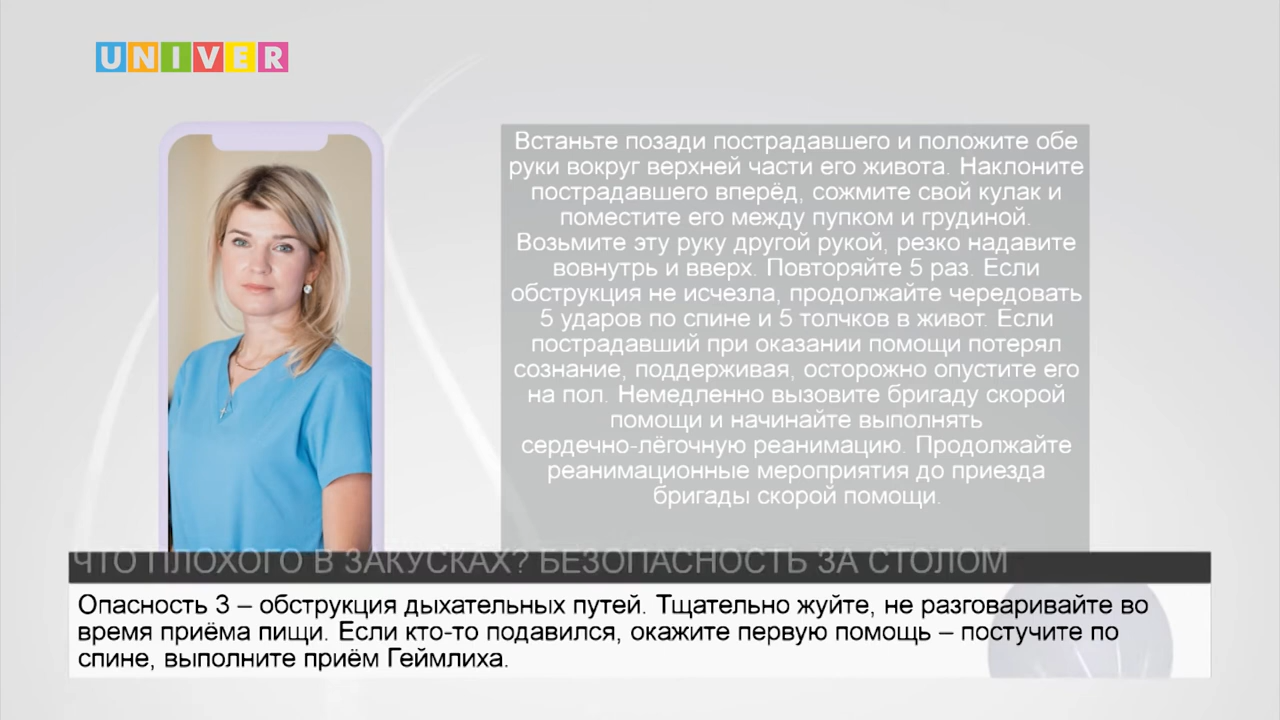 UNIVER
Встаньте позади пострадавшего и положите обе
руки вокруг верхней части его живота. Наклоните
пострадавшего вперёд, сожмите свой кулак и
поместите его между пупком и грудиной.
Возьмите эту руку другой рукой, резко надавите
вовнутрь и вверх. Повторяйте 5 раз. Если
обструкция не исчезла, продолжайте чередовать
5 ударов по спине и 5 толчков в живот. Если
пострадавший при оказании помощи потерял
сознание, поддерживая, осторожно опустите его
на пол. Немедленно вызовите бригаду скорой
помощи и начинайте выполнять
сердечно-лёгочную реанимацию. Продолжайте
реанимационные мероприятия до приезда
бригады скорой помощи.
ЧТО ПЛОХОГО В ЗАКУСКАХ? БЕЗОПАСНОСТЬ ЗА СТОЛОМ
Опасность 3 – обструкция дыхательных путей. Тщательно жуйте, не разговаривайте во
время приёма пищи. Если кто-то подавился, окажите первую помощь – постучите по
спине, выполните приём Геймлиха.